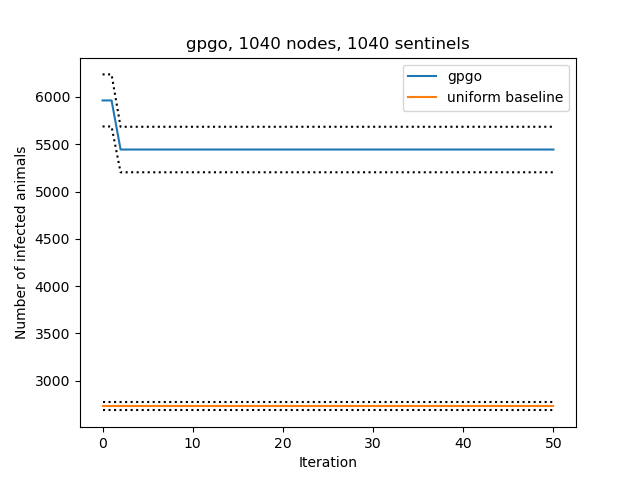 gpgo, 1040 nodes, 1040 sentinels
gpgo
uniform baseline
Number of infected animals
6000
5500
5000
4500
4000
3500
3000
0
10
20
30
40
50
Iteration